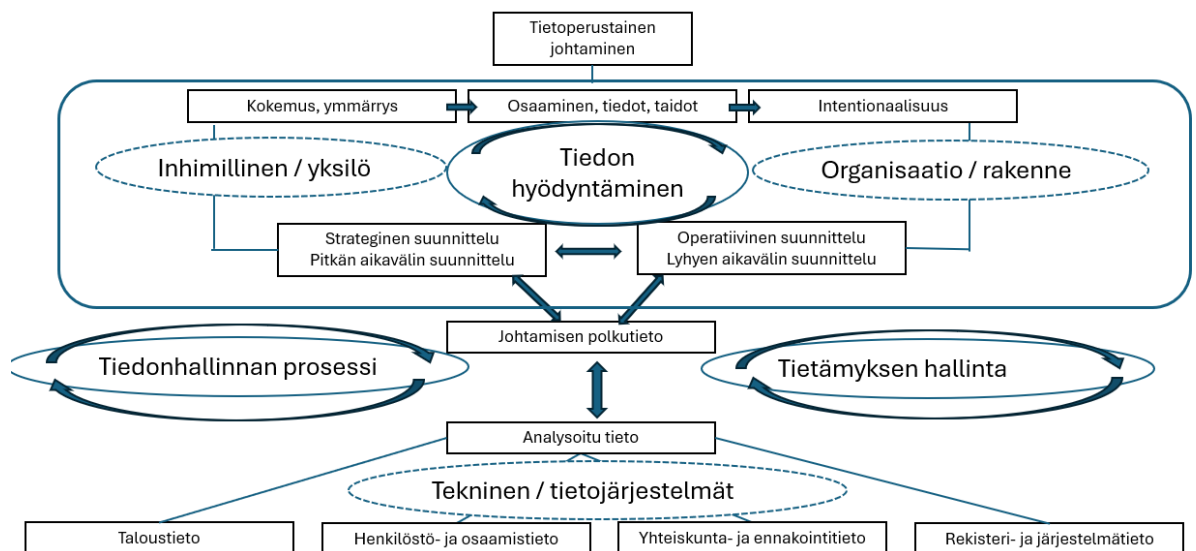 Tietoperustainen
johtaminen
Kokemus, ymmärrys
Osaaminen, tiedot, taidot
Intentionaalisuus
Inhimillinen / yksilö
Tiedon
hyödyntäminen
Organisaatio / rakenne
Strateginen suunnittelu
Pitkän aikavälin suunnittelu
Operatiivinen suunnittelu
Lyhyen aikavälin suunnittelu
Johtamisen polkutieto
Tiedonhallinnan prosessi
Tietämyksen hallinta
Analysoitu tieto
Tekninen / tietojärjestelmät
Taloustieto
Henkilöstö- ja osaamistieto
Yhteiskunta- ja ennakointitieto
Rekisteri- ja järjestelmätieto